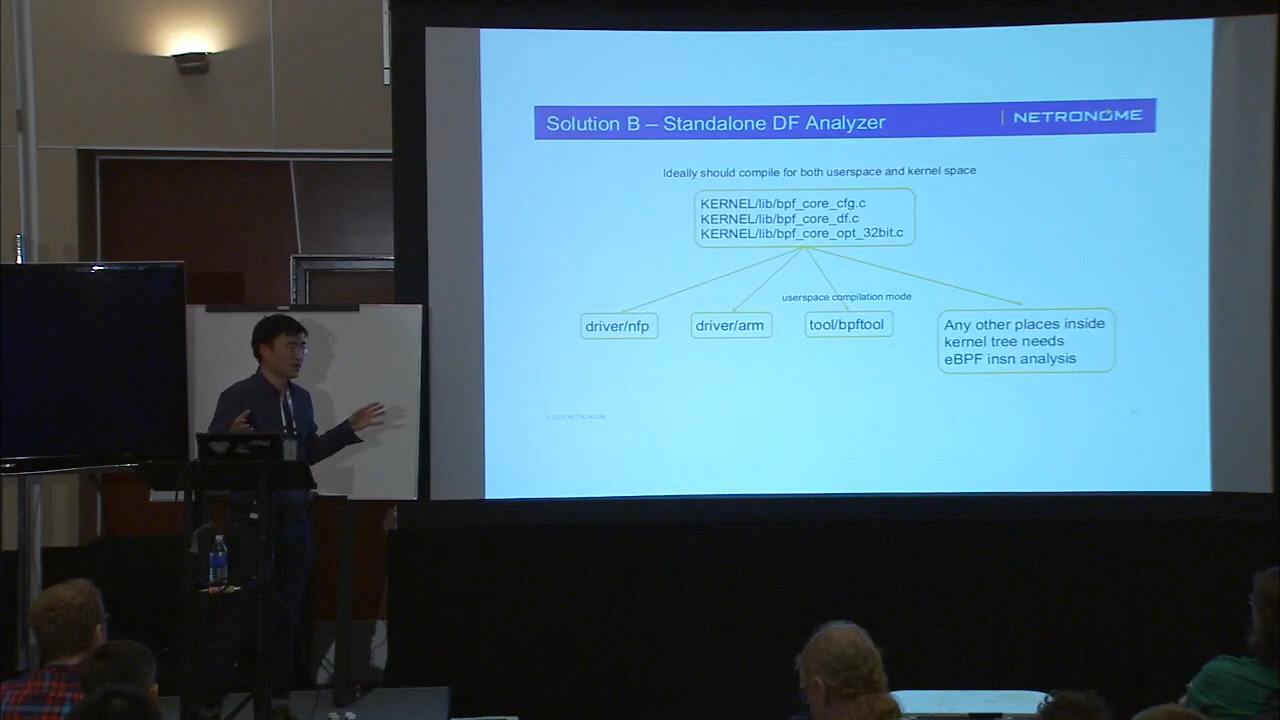 Solution B – Standalone DF Analyzer
NETRONOME
Ideally should compile for both userspace and kernel space
KERNEL/lib/bpf_core_cfg.c
KERNEL/lib/bpf_core_df.c
KERNEL/lib/bpf_core_opt_32bit.c
userspace compilation mode
driver/nfp
driver/arm
tool/bpftool
Any other places inside
kernel tree needs
eBPF insn analysis
NETRONOME